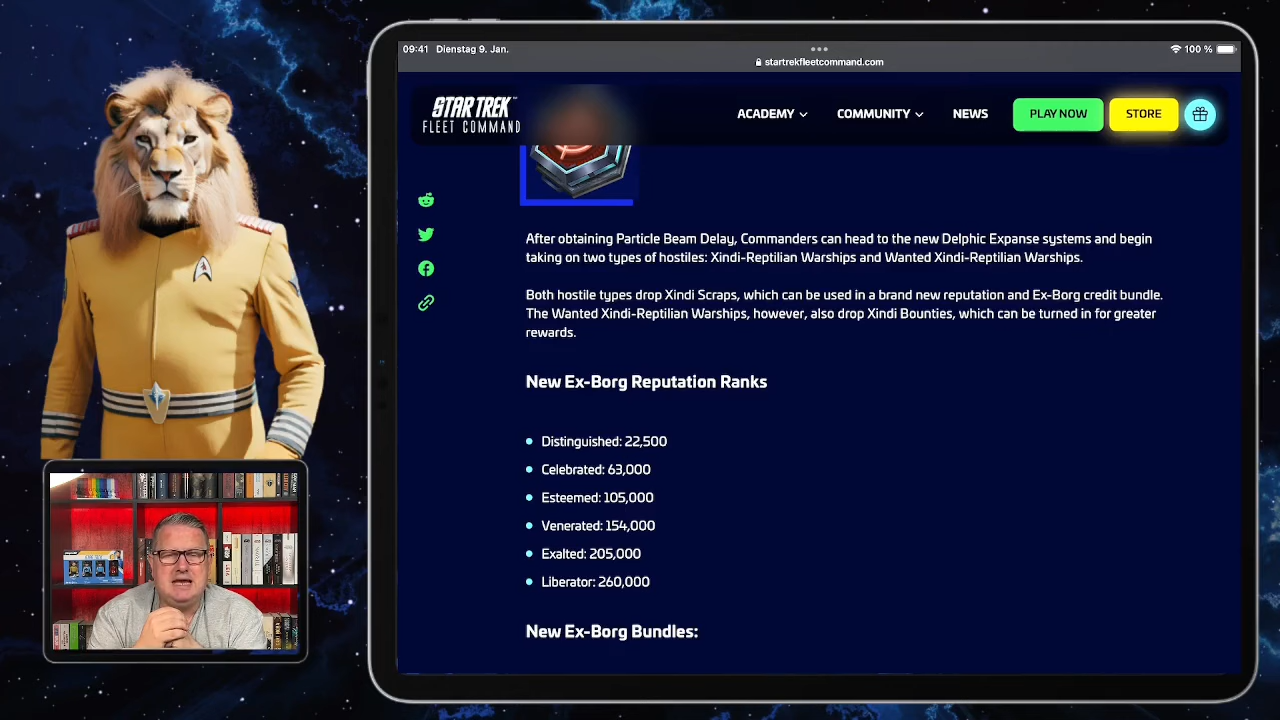 09:41 Dienstag 9. Jan.
100 %
startrekfleetcommand.com
STAR TREK
FLEET COMMAND
ACADEMY
COMMUNITY
NEWS
PLAY NOW
STORE
After obtaining Particle Beam Delay, Commanders can head to the new Delphic Expanse systems and begin
taking on two types of hostiles: Xindi-Reptilian Warships and Wanted Xindi-Reptilian Warships.
Both hostile types drop Xindi Scraps, which can be used in a brand new reputation and Ex-Borg credit bundle.
The Wanted Xindi-Reptilian Warships, however, also drop Xindi Bounties, which can be turned in for greater
rewards.
New Ex-Borg Reputation Ranks
Distinguished: 22,500
Celebrated: 63,000
Esteemed: 105,000
Venerated: 154,000
Exalted: 205,000
Liberator: 260,000
New Ex-Borg Bundles: